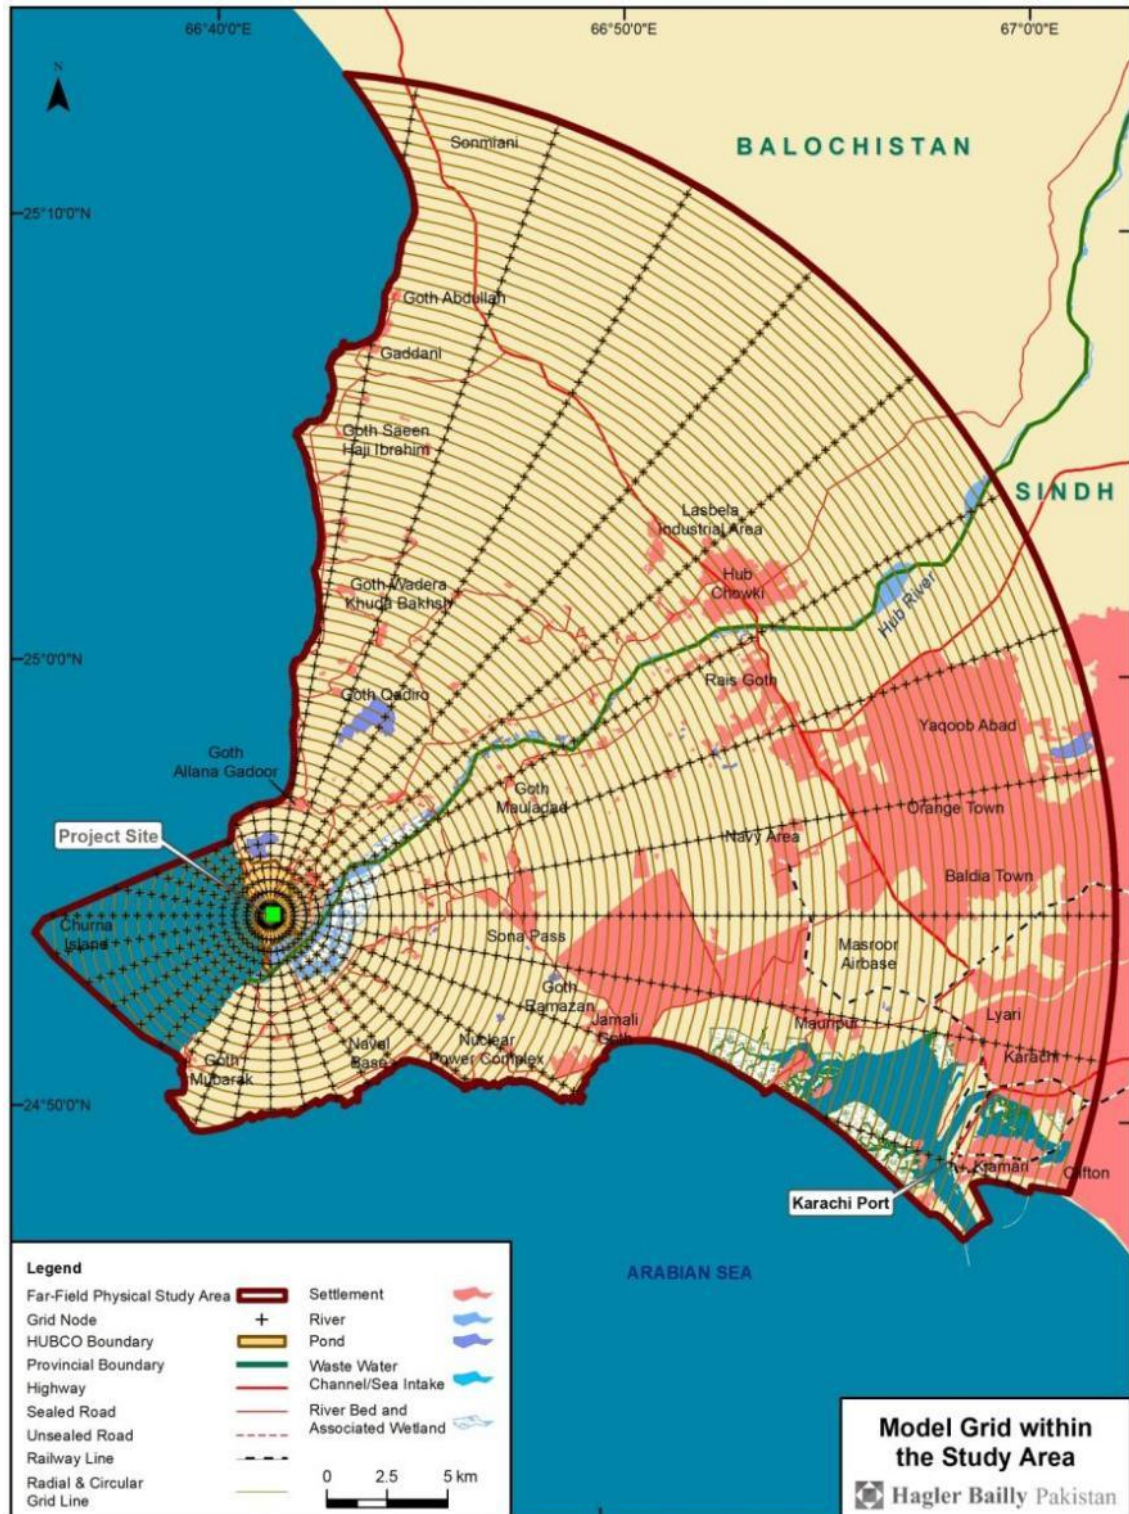 66°40'0"E
66°50'0"E
67°0'0"E
N
Sonmiani
BALOCHISTAN
25°10'0"N
Goth Abdullah
Gaddani
Goth Saeen
Haji Ibrahim
SINDH
Lasbela
Industrial Area
Hub
Chowki
Goth Wadera
Khuda Bakhsh
Hub River
25°0'0"N
Rais Goth
Goth Qadiro
Yaqoob Abad
Goth
Allana Gadoor
Goth
Mauladad
Orange Town
Project Site
Navy Area
Baldia Town
Churna
Island
Sona Pass
Masroor
Airbase
Goth
Ramazan
Jamali
Goth
Mauripur
Lyari
Karachi
Goth
Mubarak
Naval
Base
Nuclear
Power Complex
24°50'0"N
Kiamari
Clifton
Karachi Port
ARABIAN SEA
Legend
Far-Field Physical Study Area
Grid Node
HUBCO Boundary
Provincial Boundary
Highway
Sealed Road
Unsealed Road
Railway Line
Radial & Circular
Grid Line
Settlement
River
Pond
Waste Water
Channel/Sea Intake
River Bed and
Associated Wetland
0 2.5 5 km
Model Grid within
the Study Area
Hagler Bailly Pakistan